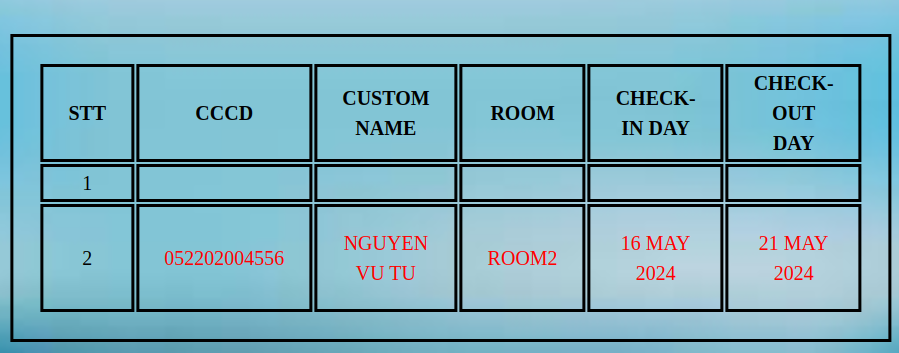 STT CCCD CUSTOM NAME ROOM CHECK-IN DAY CHECK-OUT DAY
1
2 052202004556 NGUYEN VU TU ROOM2 16 MAY 2024 21 MAY 2024